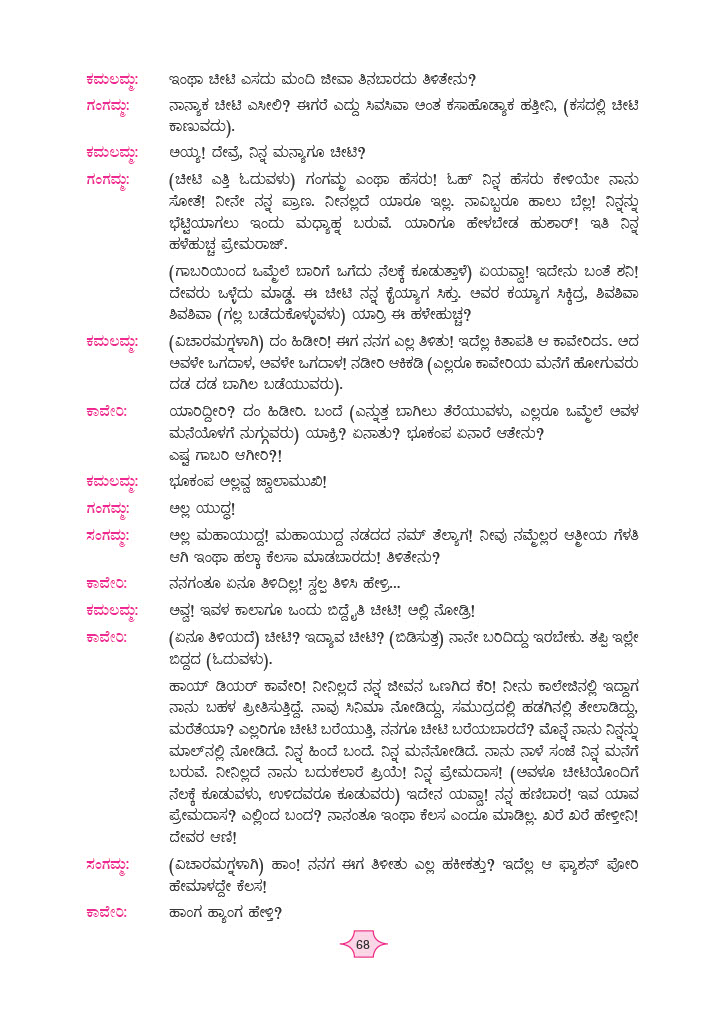 ಕಮಲಮ್ಮ: ಇಂಥಾ ಚೀಟಿ ಎಸದು ಮಂದಿ ಜೀವಾ ತಿನಬಾರದು ತಿಳಿತೇನು?
ಗಂಗಮ್ಮ: ನಾನ್ಯಾಕ ಚೀಟಿ ಎಸೀಲಿ? ಈಗರೆ ಎದ್ದು ಸಿವಸಿವಾ ಅಂತ ಕಸಾಹೊಡ್ಯಾಕ ಹತ್ತೀನಿ, (ಕಸದಲ್ಲಿ ಚೀಟಿ
ಕಾಣುವದು).
ಕಮಲಮ್ಮ: ಅಯ್ಯ! ದೇವ್ರೆ, ನಿನ್ನ ಮನ್ಯಾಗೂ ಚೀಟಿ?
ಗಂಗಮ್ಮ: (ಚೀಟಿ ಎತ್ತಿ ಓದುವಳು) ಗಂಗಮ್ಮ ಎಂಥಾ ಹೆಸರು! ಓಹ್ ನಿನ್ನ ಹೆಸರು ಕೇಳಿಯೇ ನಾನು
ಸೋತೆ! ನೀನೇ ನನ್ನ ಪ್ರಾಣ. ನೀನಲ್ಲದೆ ಯಾರೂ ಇಲ್ಲ. ನಾವಿಬ್ಬರೂ ಹಾಲು ಬೆಲ್ಲ! ನಿನ್ನನ್ನು
ಭೆಟ್ಟಿಯಾಗಲು ಇಂದು ಮಧ್ಯಾಹ್ನ ಬರುವೆ. ಯಾರಿಗೂ ಹೇಳಬೇಡ ಹುಶಾರ್! ಇತಿ ನಿನ್ನ
ಹಳೆಹುಚ್ಚ ಪ್ರೇಮರಾಜ್.
(ಗಾಬರಿಯಿಂದ ಒಮ್ಮೆಲೆ ಬಾರಿಗೆ ಒಗೆದು ನೆಲಕ್ಕೆ ಕೂಡುತ್ತಾಳೆ) ಏಯವ್ವಾ! ಇದೇನು ಬಂತೆ ಶನಿ!
ದೇವರು ಒಳ್ಳೆದು ಮಾಡ್ಡ. ಈ ಚೀಟಿ ನನ್ನ ಕೈಯ್ಯಾಗ ಸಿಕ್ತು. ಅವರ ಕಯ್ಯಾಗ ಸಿಕ್ಕಿದ್ರ, ಶಿವಶಿವಾ
ಶಿವಶಿವಾ (ಗಲ್ಲ ಬಡೆದುಕೊಳ್ಳುವಳು) ಯಾರ್ರಿ ಈ ಹಳೇಹುಚ್ಚ?
ಕಮಲಮ್ಮ: (ವಿಚಾರಮಗ್ನಳಾಗಿ) ದಂ ಹಿಡೀರಿ! ಈಗ ನನಗ ಎಲ್ಲ ತಿಳಿತು! ಇದೆಲ್ಲ ಕಿತಾಪತಿ ಆ ಕಾವೇರಿದಽ. ಆದ
ಅವಳೇ ಒಗದಾಳ, ಅವಳೇ ಒಗದಾಳ! ನಡೀರಿ ಆಕಿಕಡಿ (ಎಲ್ಲರೂ ಕಾವೇರಿಯ ಮನೆಗೆ ಹೋಗುವರು
ದಡ ದಡ ಬಾಗಿಲ ಬಡೆಯುವರು).
ಕಾವೇರಿ: ಯಾರಿದ್ದೀರಿ? ದಂ ಹಿಡೀರಿ. ಬಂದೆ (ಎನ್ನುತ್ತ ಬಾಗಿಲು ತೆರೆಯುವಳು, ಎಲ್ಲರೂ ಒಮ್ಮೆಲೆ ಅವಳ
ಮನೆಯೊಳಗೆ ನುಗ್ಗುವರು) ಯಾಕ್ರಿ? ಏನಾತು? ಭೂಕಂಪ ಏನಾರೆ ಆತೇನು?
ಎಷ್ಟ ಗಾಬರಿ ಆಗೀರಿ?!
ಕಮಲಮ್ಮ: ಭೂಕಂಪ ಅಲ್ಲವ್ವ ಜ್ವಾಲಾಮುಖಿ!
ಗಂಗಮ್ಮ: ಅಲ್ಲ ಯುದ್ಧ!
ಸಂಗಮ್ಮ: ಅಲ್ಲ ಮಹಾಯುದ್ದ! ಮಹಾಯುದ್ದ ನಡದದ ನಮ್ ತೆಲ್ಯಾಗ! ನೀವು ನಮ್ಮೆಲ್ಲರ ಆತ್ಮೀಯ ಗೆಳತಿ
ಆಗಿ ಇಂಥಾ ಹಲ್ಕಾ ಕೆಲಸಾ ಮಾಡಬಾರದು! ತಿಳಿತೇನು?
ಕಾವೇರಿ: ನನಗಂತೂ ಏನೂ ತಿಳಿದಿಲ್ಲ! ಸ್ವಲ್ಪ ತಿಳಿಸಿ ಹೇಳ್ರಿ...
ಕಮಲಮ್ಮ: ಅವ್ವ! ಇವಳ ಕಾಲಾಗೂ ಒಂದು ಬಿದ್ದೈತಿ ಚೀಟಿ! ಅಲ್ಲಿ ನೋಡ್ರಿ!
ಕಾವೇರಿ: (ಏನೂ ತಿಳಿಯದೆ) ಚೀಟಿ? ಇದ್ಯಾವ ಚೀಟಿ? (ಬಿಡಿಸುತ್ತ) ನಾನೇ ಬರಿದಿದ್ದು ಇರಬೇಕು. ತಪ್ಪಿ ಇಲ್ಲೇ
ಬಿದ್ದದ (ಓದುವಳು).
ಹಾಯ್ ಡಿಯರ್ ಕಾವೇರಿ! ನೀನಿಲ್ಲದೆ ನನ್ನ ಜೀವನ ಒಣಗಿದ ಕೆರಿ! ನೀನು ಕಾಲೇಜಿನಲ್ಲಿ ಇದ್ದಾಗ
ನಾನು ಬಹಳ ಪ್ರೀತಿಸುತ್ತಿದ್ದೆ. ನಾವು ಸಿನಿಮಾ ನೋಡಿದ್ದು, ಸಮುದ್ರದಲ್ಲಿ ಹಡಗಿನಲ್ಲಿ ತೇಲಾಡಿದ್ದು,
ಮರೆತೆಯಾ? ಎಲ್ಲರಿಗೂ ಚೀಟಿ ಬರೆಯುತ್ತಿ, ನನಗೂ ಚೀಟಿ ಬರೆಯಬಾರದೆ? ಮೊನ್ನೆ ನಾನು ನಿನ್ನನ್ನು
ಮಾಲ್‌ನಲ್ಲಿ ನೋಡಿದೆ. ನಿನ್ನ ಹಿಂದೆ ಬಂದೆ. ನಿನ್ನ ಮನೆನೋಡಿದೆ. ನಾನು ನಾಳೆ ಸಂಜೆ ನಿನ್ನ ಮನೆಗೆ
ಬರುವೆ. ನೀನಿಲ್ಲದೆ ನಾನು ಬದುಕಲಾರೆ ಪ್ರಿಯೆ! ನಿನ್ನ ಪ್ರೇಮದಾಸ! (ಅವಳೂ ಚೀಟಿಯೊಂದಿಗೆ
ನೆಲಕ್ಕೆ ಕೂಡುವಳು, ಉಳಿದವರೂ ಕೂಡುವರು) ಇದೇನ ಯವ್ವಾ! ನನ್ನ ಹಣಿಬಾರ! ಇವ ಯಾವ
ಪ್ರೇಮದಾಸ? ಎಲ್ಲಿಂದ ಬಂದ? ನಾನಂತೂ ಇಂಥಾ ಕೆಲಸ ಎಂದೂ ಮಾಡಿಲ್ಲ. ಖರೆ ಖರೆ ಹೇಳ್ತೀನಿ!
ದೇವರ ಆಣಿ!
ಸಂಗಮ್ಮ: (ವಿಚಾರಮಗ್ನಳಾಗಿ) ಹಾಂ! ನನಗ ಈಗ ತಿಳೀತು ಎಲ್ಲ ಹಕೀಕತ್ತು? ಇದೆಲ್ಲ ಆ ಫ್ಯಾಶನ್ ಪೋರಿ
ಹೇಮಾಳದ್ದೇ ಕೆಲಸ!
ಕಾವೇರಿ: ಹಾಂಗ ಹ್ಯಾಂಗ ಹೇಳ್ತಿ?
68